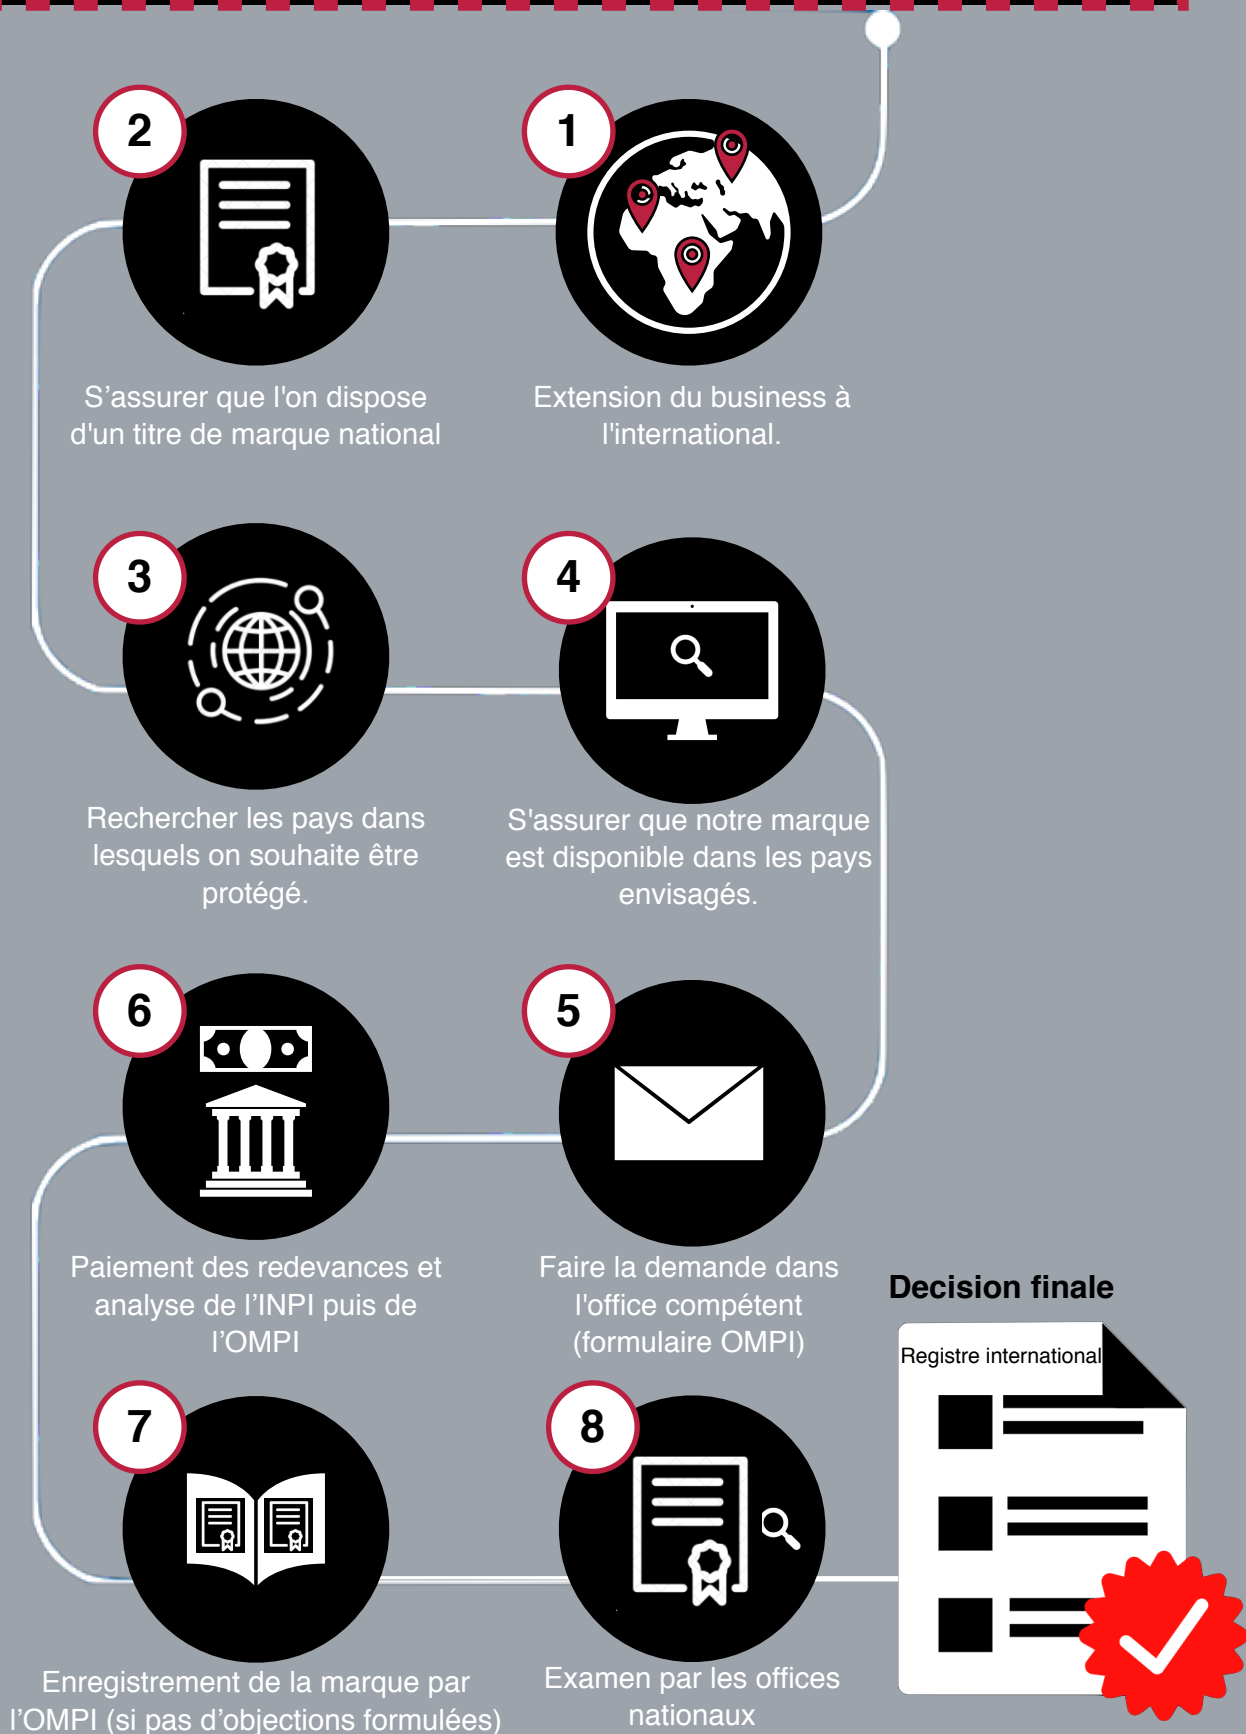 1
Extension du business à
l'international.
2
S’assurer que l'on dispose
d'un titre de marque national
3
Rechercher les pays dans
lesquels on souhaite être
protégé.
4
S'assurer que notre marque
est disponible dans les pays
envisagés.
5
Faire la demande dans
l'office compétent
(formulaire OMPI)
6
Paiement des redevances et
analyse de l’INPI puis de
l’OMPI
7
Enregistrement de la marque par
l’OMPI (si pas d’objections formulées)
8
Examen par les offices
nationaux
Decision finale
Registre international